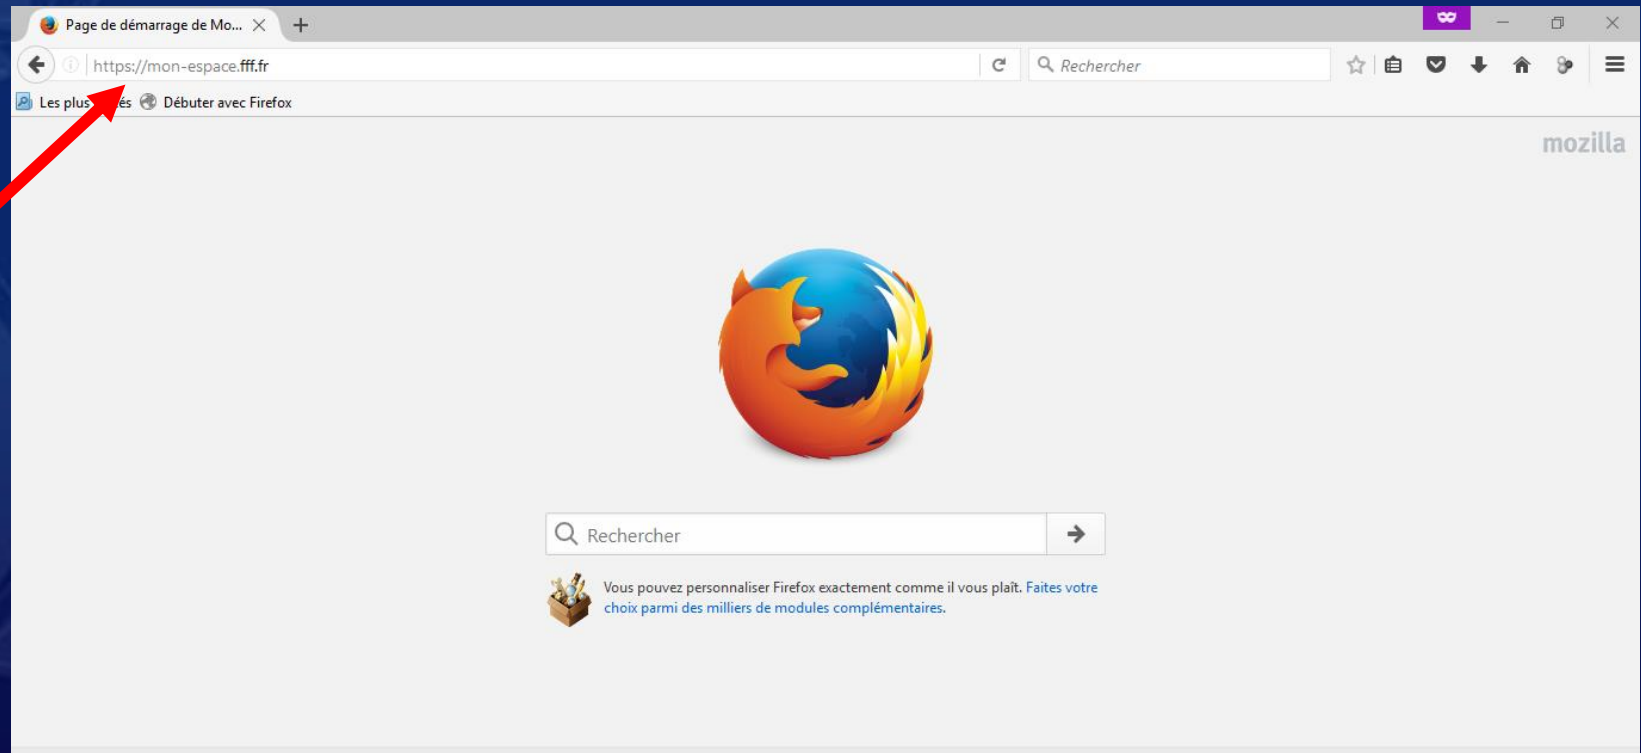 Page de démarrage de Mo...
https://mon-espace.fff.fr
Rechercher
Les plus és Débuter avec Firefox
mozilla
Rechercher
Vous pouvez personnaliser Firefox exactement comme il vous plaît. Faites votre
choix parmi des milliers de modules complémentaires.